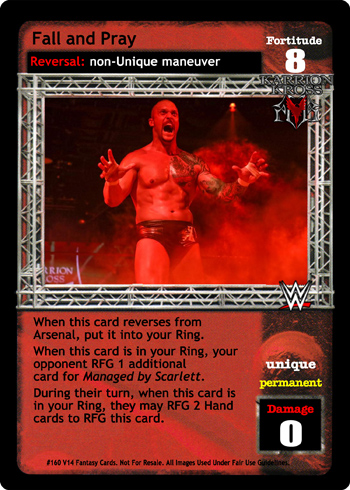 Fall and Pray
Fortitude
8
Reversal: non-Unique maneuver
KARRION
KROSS
RRION
KROSS
W
When this card reverses from
Arsenal, put it into your Ring.
When this card is in your Ring, your
opponent RFG 1 additional
card for Managed by Scarlett.
During their turn, when this card is
in your Ring, they may RFG 2 Hand
cards to RFG this card.
unique
permanent
Damage
0
#160 V14 Fantasy Cards. Not For Resale. All Images Used Under Fair Use Guidelines.